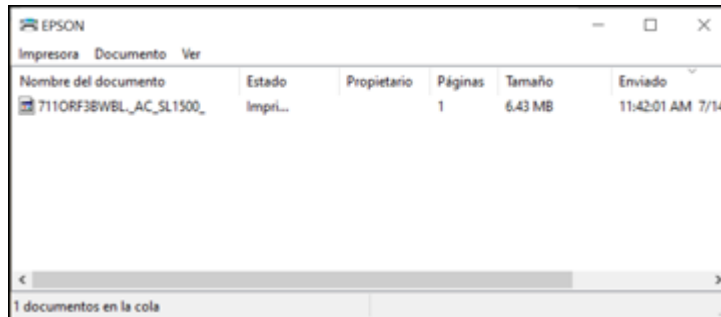 EPSON
Impresora Documento Ver
Nombre del documento Estado Propietario Páginas Tamaño Enviado
711ORF3BWBL._AC_SL1500_ Impri... 1 6.43 MB 11:42:01 AM 7/14
1 documentos en la cola